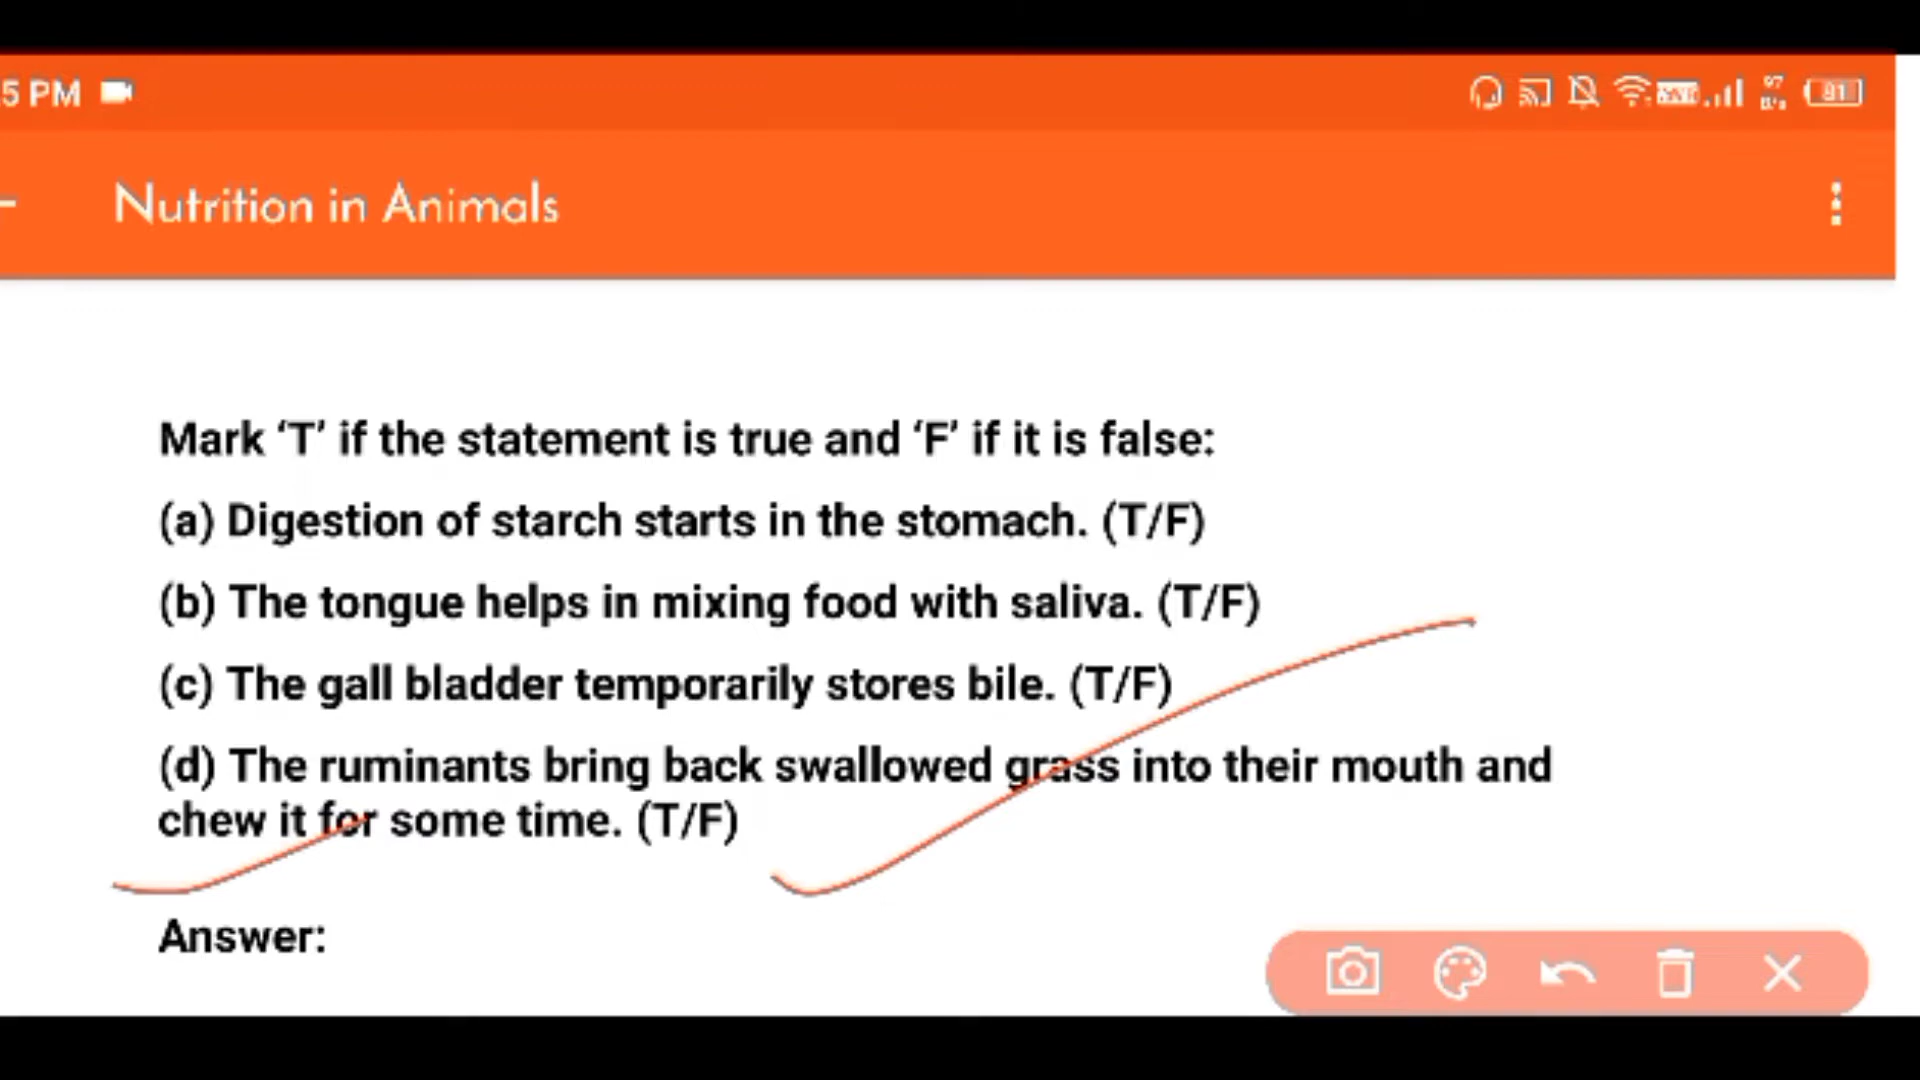 5 PM
81
Nutrition in Animals
Mark ‘T’ if the statement is true and ‘F’ if it is false:
(a) Digestion of starch starts in the stomach. (T/F)
(b) The tongue helps in mixing food with saliva. (T/F)
(c) The gall bladder temporarily stores bile. (T/F)
(d) The ruminants bring back swallowed grass into their mouth and
chew it for some time. (T/F)
Answer: